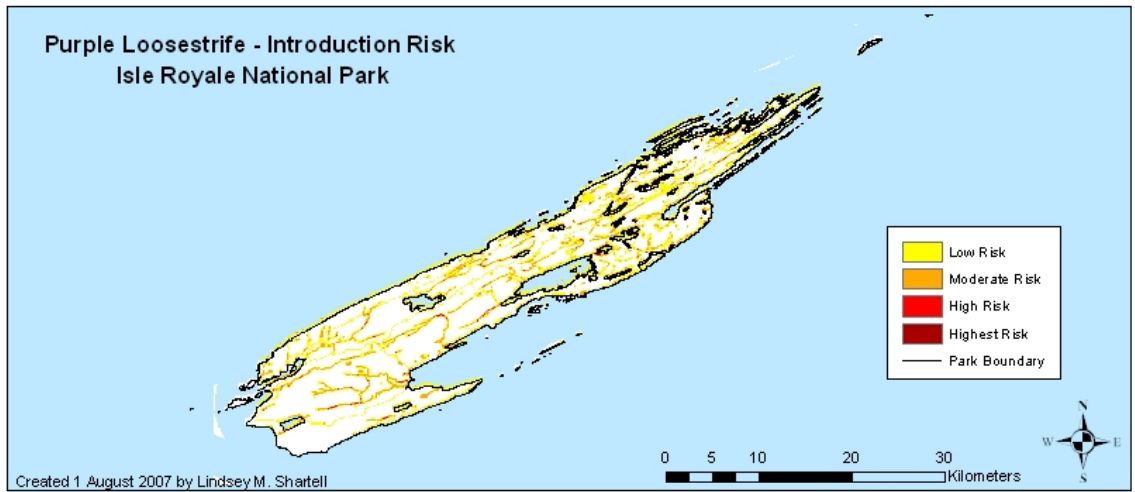 Purple Loosestrife - Introduction Risk
Isle Royale National Park
Low Risk
Moderate Risk
High Risk
Highest Risk
Park Boundary
N
W E
S
0 5 10 20 30
Kilometers
Created 1 August 2007 by Lindsey M. Shartell